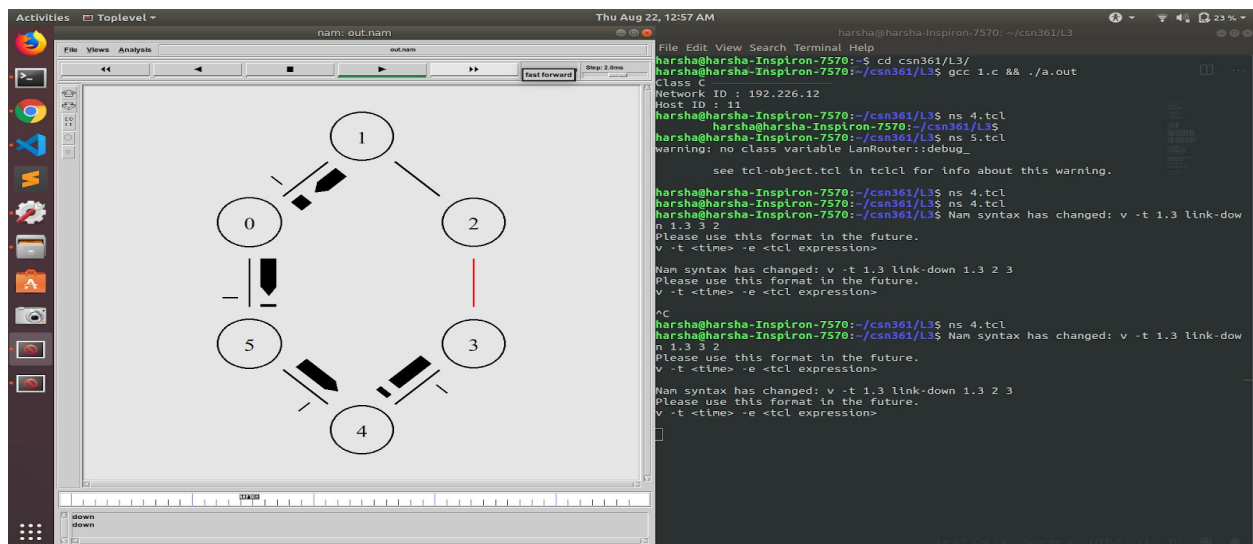 Activities Toplevel Thu Aug 22, 12:57 AM 23 %
nam: out.nam
File Views Analysis out.nam
fast forward Step: 2.0ms
1
0 2
5 3
4
down
down
harsha@harsha-Inspiron-7570: ~/csn361/L3
File Edit View Search Terminal Help
harsha@harsha-Inspiron-7570:~$ cd csn361/L3/
harsha@harsha-Inspiron-7570:~/csn361/L3$ gcc 1.c && ./a.out
Class C
Network ID : 192.226.12
Host ID : 11
harsha@harsha-Inspiron-7570:~/csn361/L3$ ns 4.tcl
harsha@harsha-Inspiron-7570:~/csn361/L3$
harsha@harsha-Inspiron-7570:~/csn361/L3$ ns 5.tcl
warning: no class variable LanRouter::debug_
see tcl-object.tcl in tclcl for info about this warning.
harsha@harsha-Inspiron-7570:~/csn361/L3$ ns 4.tcl
harsha@harsha-Inspiron-7570:~/csn361/L3$ ns 4.tcl
harsha@harsha-Inspiron-7570:~/csn361/L3$ Nam syntax has changed: v -t 1.3 link-dow
n 1.3 3 2
Please use this format in the future.
v -t <time> -e <tcl expression>
Nam syntax has changed: v -t 1.3 link-down 1.3 2 3
Please use this format in the future.
v -t <time> -e <tcl expression>
^C
harsha@harsha-Inspiron-7570:~/csn361/L3$ ns 4.tcl
harsha@harsha-Inspiron-7570:~/csn361/L3$ Nam syntax has changed: v -t 1.3 link-dow
n 1.3 3 2
Please use this format in the future.
v -t <time> -e <tcl expression>
Nam syntax has changed: v -t 1.3 link-down 1.3 2 3
Please use this format in the future.
v -t <time> -e <tcl expression>